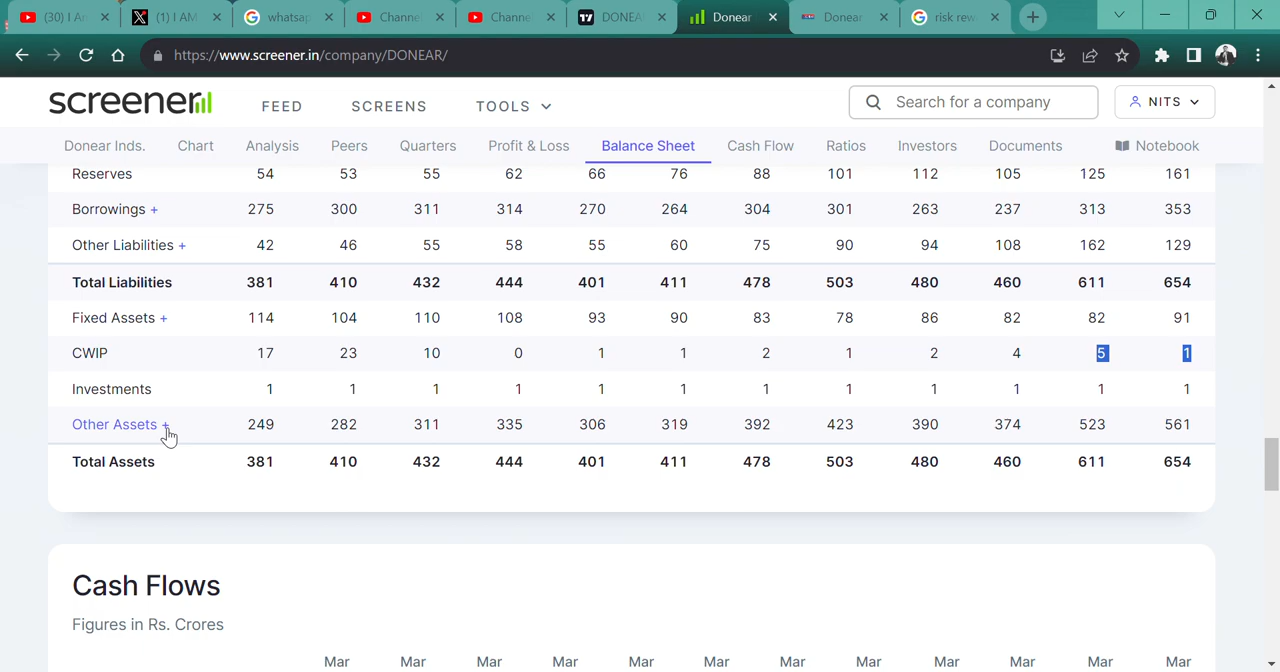 (30) I An
(1) I AM
whatsap
Channe
Channe
DONEA
Donear
Donear
risk rew
https://www.screener.in/company/DONEAR/
screener
FEED
SCREENS
TOOLS
Search for a company
NITS
Donear Inds.
Chart
Analysis
Peers
Quarters
Profit & Loss
Balance Sheet
Cash Flow
Ratios
Investors
Documents
Notebook
Reserves 54 53 55 62 66 76 88 101 112 105 125 161
Borrowings + 275 300 311 314 270 264 304 301 263 237 313 353
Other Liabilities + 42 46 55 58 55 60 75 90 94 108 162 129
Total Liabilities 381 410 432 444 401 411 478 503 480 460 611 654
Fixed Assets + 114 104 110 108 93 90 83 78 86 82 82 91
CWIP 17 23 10 0 1 1 2 1 2 4 5 1
Investments 1 1 1 1 1 1 1 1 1 1 1 1
Other Assets + 249 282 311 335 306 319 392 423 390 374 523 561
Total Assets 381 410 432 444 401 411 478 503 480 460 611 654
Cash Flows
Figures in Rs. Crores
Mar Mar Mar Mar Mar Mar Mar Mar Mar Mar Mar Mar